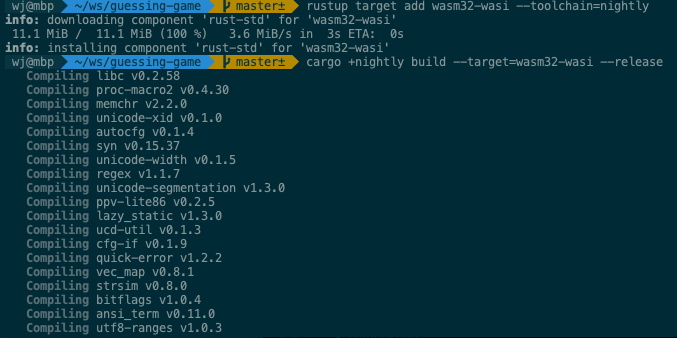 wj@mbp ~/ws/guessing-game master± rustup target add wasm32-wasi --toolchain=nightly
info: downloading component 'rust-std' for 'wasm32-wasi'
11.1 MiB / 11.1 MiB (100 %) 3.6 MiB/s in 3s ETA: 0s
info: installing component 'rust-std' for 'wasm32-wasi'
wj@mbp ~/ws/guessing-game master± cargo +nightly build --target=wasm32-wasi --release
Compiling libc v0.2.58
Compiling proc-macro2 v0.4.30
Compiling memchr v2.2.0
Compiling unicode-xid v0.1.0
Compiling autocfg v0.1.4
Compiling syn v0.15.37
Compiling unicode-width v0.1.5
Compiling regex v1.1.7
Compiling unicode-segmentation v1.3.0
Compiling ppv-lite86 v0.2.5
Compiling lazy_static v1.3.0
Compiling ucd-util v0.1.3
Compiling cfg-if v0.1.9
Compiling quick-error v1.2.2
Compiling vec_map v0.8.1
Compiling strsim v0.8.0
Compiling bitflags v1.0.4
Compiling ansi_term v0.11.0
Compiling utf8-ranges v1.0.3